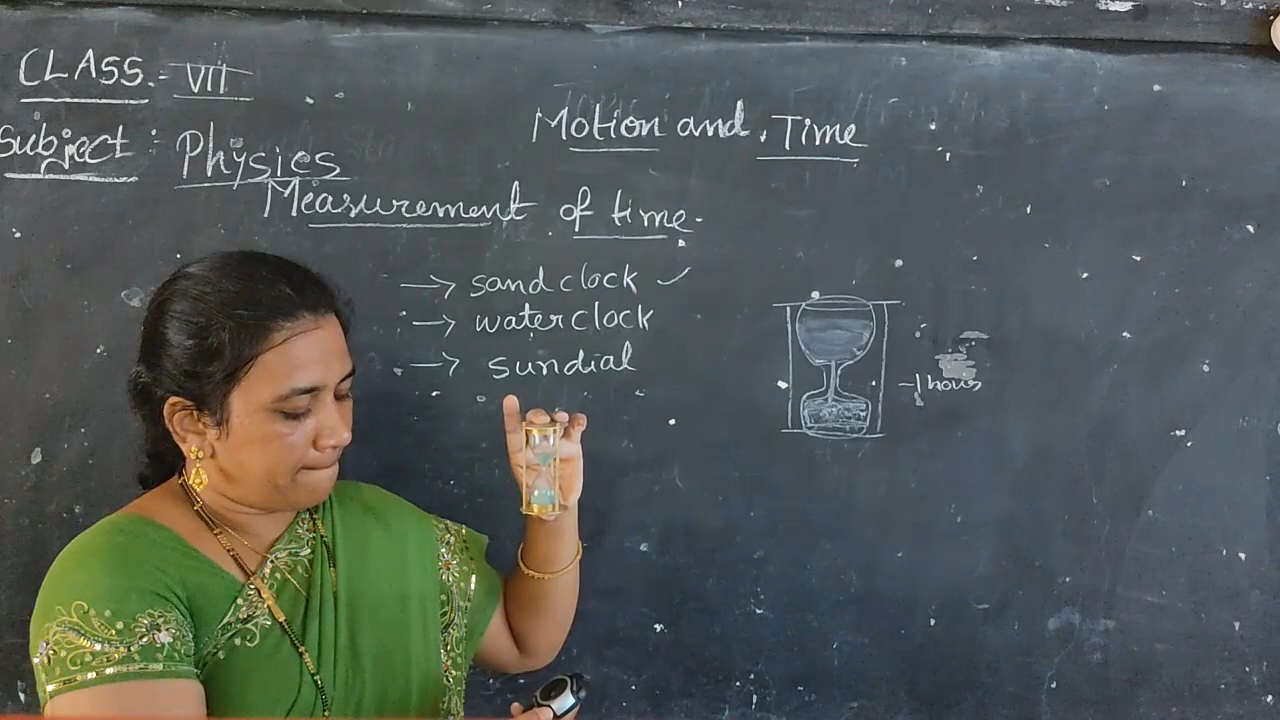 CLASS:- VII
Subject : Physics
Motion and Time
Measurement of time.
→ sand clock ✓
→ water clock
→ sundial
~1 hour